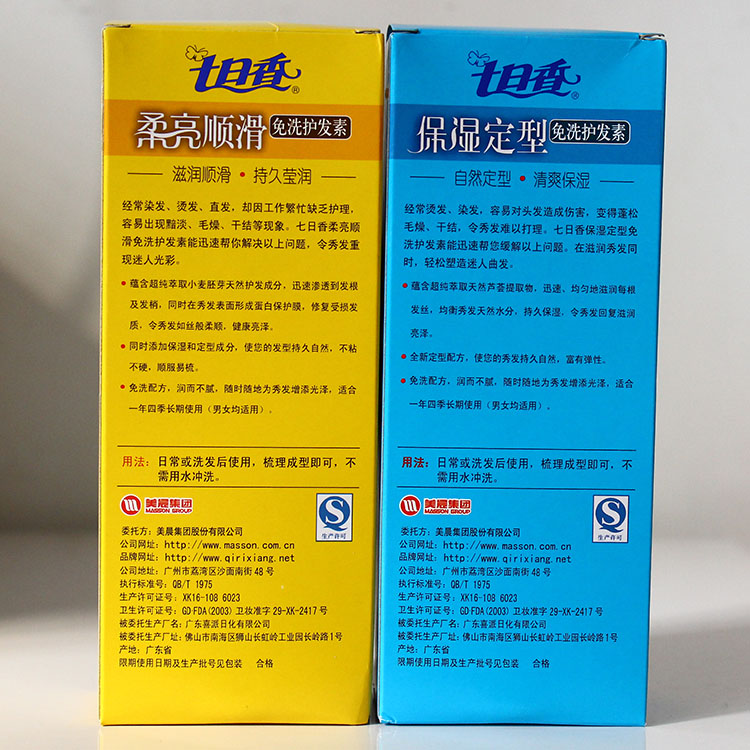 七日香®
柔亮顺滑 免洗护发素
滋润顺滑·持久莹润
经常染发、烫发、直发，却因工作繁忙缺乏护理，
容易出现黯淡、毛燥、干结等现象。七日香柔亮顺
滑免洗护发素能迅速帮你解决以上问题，令秀发重
现迷人光彩。
●蕴含超纯萃取小麦胚芽天然护发成分，迅速渗透到发根
及发梢，同时在秀发表面形成蛋白保护膜，修复受损发
质，令秀发如丝般柔顺，健康亮泽。
●同时添加保湿和定型成分，使您的发型持久自然，不粘
不硬，顺服易梳。
●免洗配方，润而不腻，随时随地为秀发增添光泽，适合
一年四季长期使用（男女均适用）。
用法：日常或洗发后使用，梳理成型即可，不
需用水冲洗。
美晨集团
MASSON GROUP
生产许可
委托方：美晨集团股份有限公司
公司网址：http://www.masson.com.cn
品牌网址：http://www.qirixiang.net
公司地址：广州市荔湾区沙面南街48号
执行标准号：QB/T 1975
生产许可证号：XK16-108 6023
卫生许可证号：GD·FDA(2003)卫妆准字29-XK-2417号
被委托生产厂名：广东喜派日化有限公司
被委托生产厂址：佛山市南海区狮山长虹岭工业园长岭路1号
产地：广东省
限期使用日期及生产批号见包装 合格
七日香®
保湿定型 免洗护发素
自然定型·清爽保湿
经常烫发、染发，容易对头发造成伤害，变得蓬松
毛燥、干结，令秀发难以打理。七日香保湿定型免
洗护发素能迅速帮您缓解以上问题。在滋润秀发同
时，轻松塑造迷人曲发。
●蕴含超纯萃取天然芦荟提取物，迅速、均匀地滋润每根
发丝，均衡秀发天然水分，持久保湿，令秀发回复滋润
亮泽。
●全新定型配方，使您的秀发持久自然，富有弹性。
●免洗配方，润而不腻，随时随地为秀发增添光泽，适合
一年四季长期使用（男女均适用）。
用法：日常或洗发后使用，梳理成型即可，不
需用水冲洗。
美晨集团
MASSON GROUP
生产许可
委托方：美晨集团股份有限公司
公司网址：http://www.masson.com.cn
品牌网址：http://www.qirixiang.net
公司地址：广州市荔湾区沙面南街48号
执行标准号：QB/T 1975
生产许可证号：XK16-108 6023
卫生许可证号：GD·FDA(2003)卫妆准字29-XK-2417号
被委托生产厂名：广东喜派日化有限公司
被委托生产厂址：佛山市南海区狮山长虹岭工业园长岭路1号
产地：广东省
限期使用日期及生产批号见包装 合格